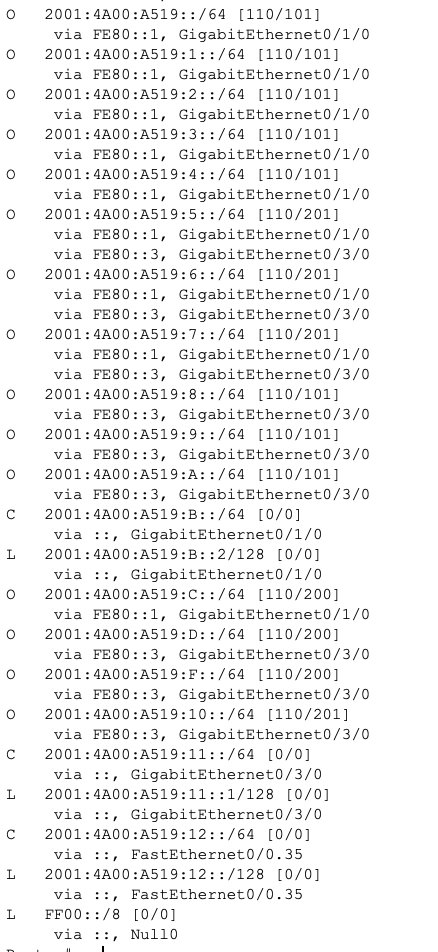 O   2001:4A00:A519::/64 [110/101]
     via FE80::1, GigabitEthernet0/1/0
O   2001:4A00:A519:1::/64 [110/101]
     via FE80::1, GigabitEthernet0/1/0
O   2001:4A00:A519:2::/64 [110/101]
     via FE80::1, GigabitEthernet0/1/0
O   2001:4A00:A519:3::/64 [110/101]
     via FE80::1, GigabitEthernet0/1/0
O   2001:4A00:A519:4::/64 [110/101]
     via FE80::1, GigabitEthernet0/1/0
O   2001:4A00:A519:5::/64 [110/201]
     via FE80::1, GigabitEthernet0/1/0
     via FE80::3, GigabitEthernet0/3/0
O   2001:4A00:A519:6::/64 [110/201]
     via FE80::1, GigabitEthernet0/1/0
     via FE80::3, GigabitEthernet0/3/0
O   2001:4A00:A519:7::/64 [110/201]
     via FE80::1, GigabitEthernet0/1/0
     via FE80::3, GigabitEthernet0/3/0
O   2001:4A00:A519:8::/64 [110/101]
     via FE80::3, GigabitEthernet0/3/0
O   2001:4A00:A519:9::/64 [110/101]
     via FE80::3, GigabitEthernet0/3/0
O   2001:4A00:A519:A::/64 [110/101]
     via FE80::3, GigabitEthernet0/3/0
C   2001:4A00:A519:B::/64 [0/0]
     via ::, GigabitEthernet0/1/0
L   2001:4A00:A519:B::2/128 [0/0]
     via ::, GigabitEthernet0/1/0
O   2001:4A00:A519:C::/64 [110/200]
     via FE80::1, GigabitEthernet0/1/0
O   2001:4A00:A519:D::/64 [110/200]
     via FE80::3, GigabitEthernet0/3/0
O   2001:4A00:A519:F::/64 [110/200]
     via FE80::3, GigabitEthernet0/3/0
O   2001:4A00:A519:10::/64 [110/201]
     via FE80::3, GigabitEthernet0/3/0
C   2001:4A00:A519:11::/64 [0/0]
     via ::, GigabitEthernet0/3/0
L   2001:4A00:A519:11::1/128 [0/0]
     via ::, GigabitEthernet0/3/0
C   2001:4A00:A519:12::/64 [0/0]
     via ::, FastEthernet0/0.35
L   2001:4A00:A519:12::/128 [0/0]
     via ::, FastEthernet0/0.35
L   FF00::/8 [0/0]
     via ::, Null0